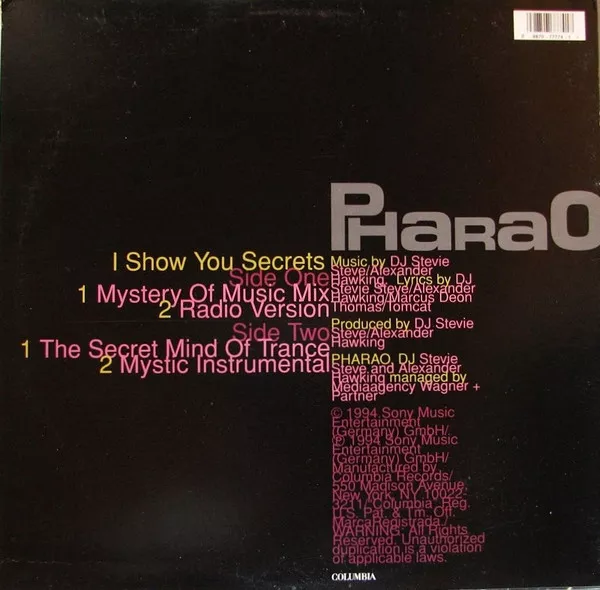 PHaraO
I Show You Secrets
Side One
1 Mystery Of Music Mix
2 Radio Version
Side Two
1 The Secret Mind Of Trance
2 Mystic Instrumental
Music by DJ Stevie
Steve/Alexander
Hawking, Lyrics by DJ
Stevie Steve/Alexander
Hawking/Marcus Deon
Thomas/Tomcat
Produced by DJ Stevie
Steve/Alexander
Hawking
PHARAO, DJ Stevie
Steve and Alexander
Hawking managed by
Mediaagency Wagner +
Partner
© 1994 Sony Music
Entertainment
(Germany) GmbH/
℗ 1994 Sony Music
Entertainment
(Germany) GmbH/
Manufactured by
Columbia Records/
550 Madison Avenue,
New York, NY 10022-
3211./"Columbia" Reg.
U.S. Pat. & Tm. Off.
Marca Registrada./
WARNING: All Rights
Reserved. Unauthorized
duplication is a violation
of applicable laws.
COLUMBIA